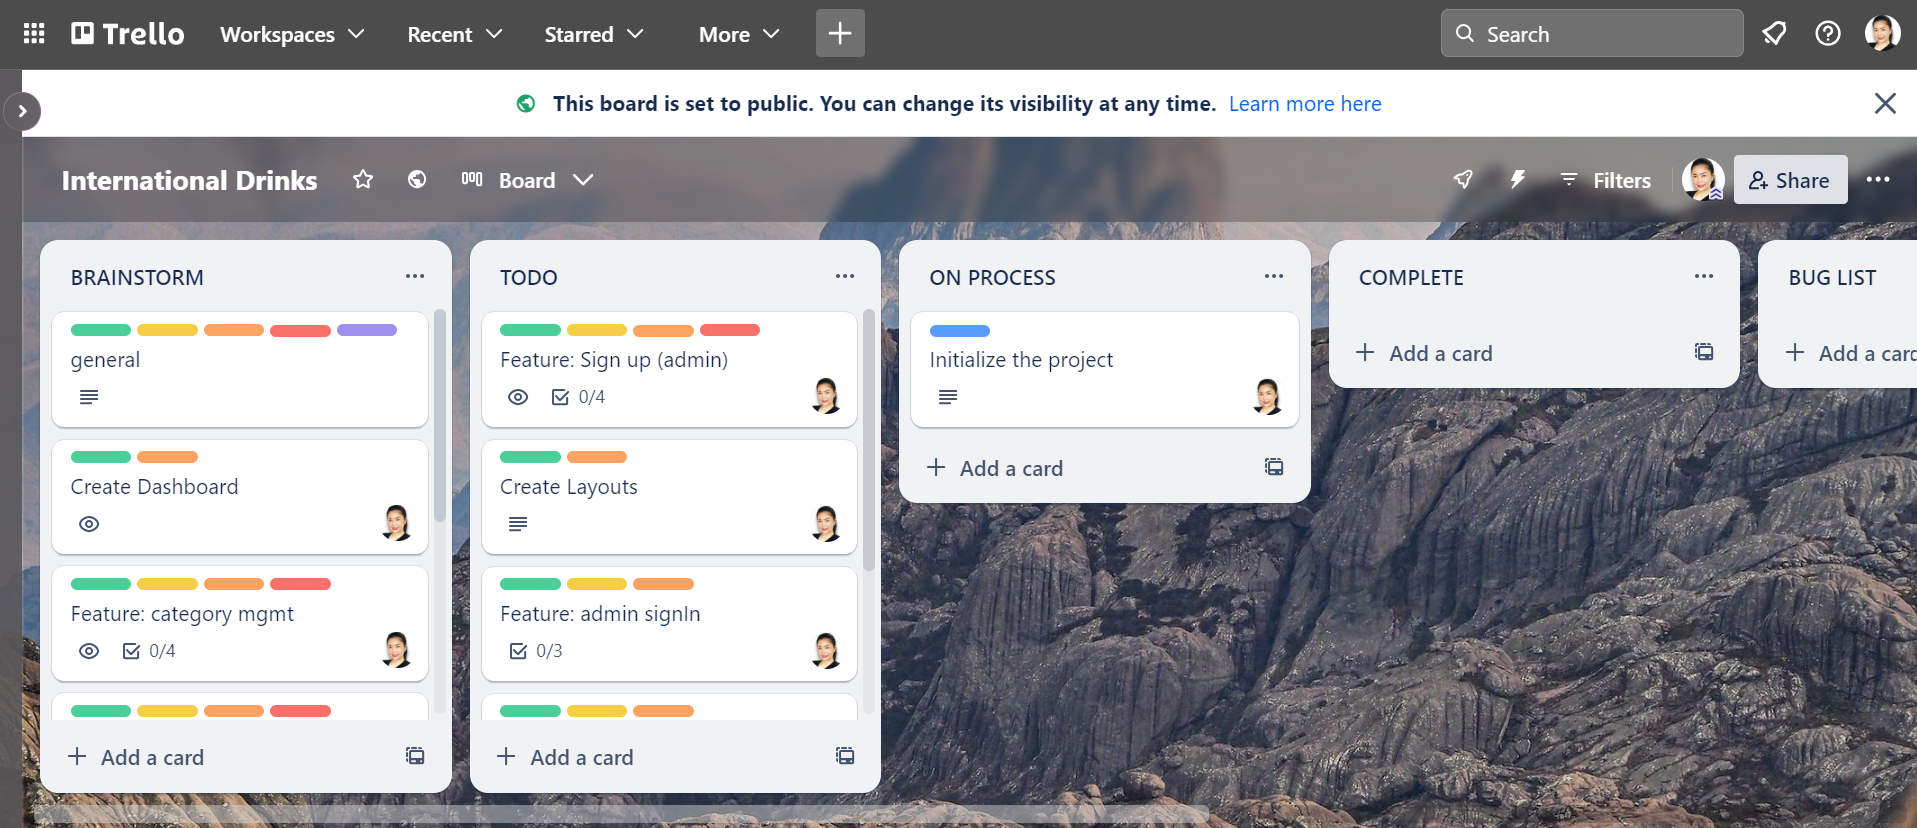 Trello Workspaces Recent Starred More Search
This board is set to public. You can change its visibility at any time. Learn more here
International Drinks Board Filters Share
BRAINSTORM
general
Create Dashboard
Feature: category mgmt
0/4
Add a card
TODO
Feature: Sign up (admin)
0/4
Create Layouts
Feature: admin signIn
0/3
Add a card
ON PROCESS
Initialize the project
Add a card
COMPLETE
Add a card
BUG LIST
Add a card